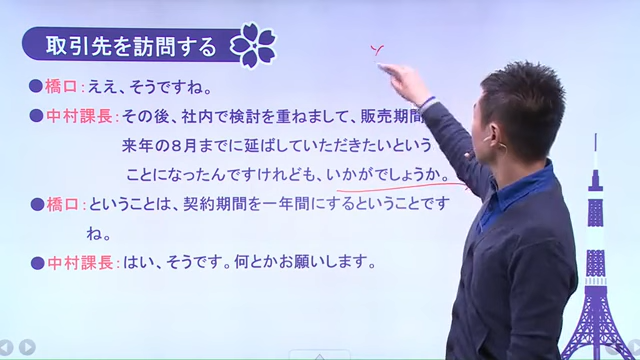 取引先を訪問する
●橋口：ええ、そうですね。
●中村課長：その後、社内で検討を重ねまして、販売期間
来年の８月までに延ばしていただきたいという
ことになったんですけれども、いかがでしょうか。
●橋口：ということは、契約期間を一年間にするということです
ね。
●中村課長：はい、そうです。何とかお願いします。